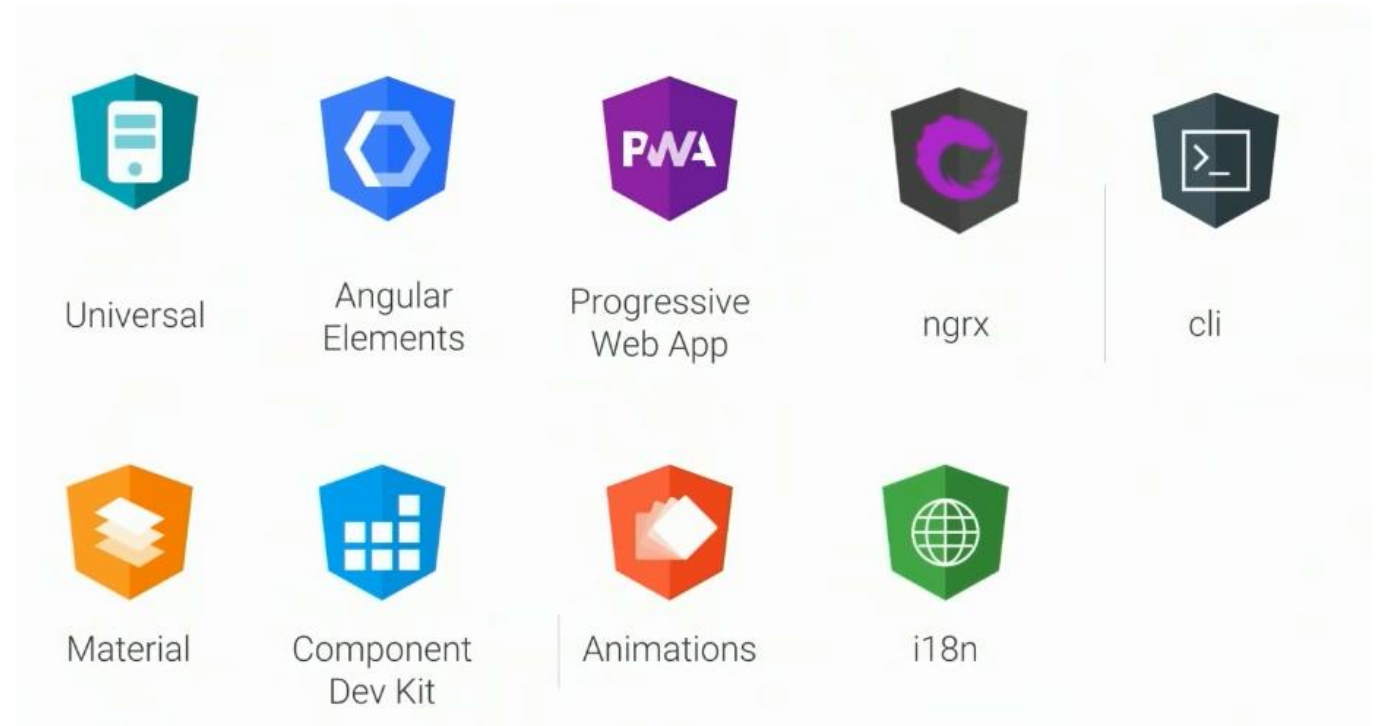 PWA
>_
Universal
Angular
Elements
Progressive
Web App
ngrx
cli
Material
Component
Dev Kit
Animations
i18n